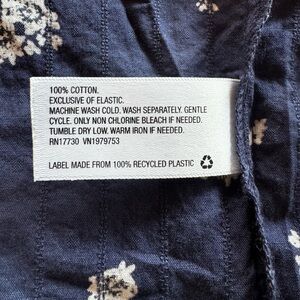 100% COTTON.
EXCLUSIVE OF ELASTIC.
MACHINE WASH COLD. WASH SEPARATELY. GENTLE
CYCLE. ONLY NON CHLORINE BLEACH IF NEEDED.
TUMBLE DRY LOW. WARM IRON IF NEEDED.
RN17730 VN1979753
LABEL MADE FROM 100% RECYCLED PLASTIC